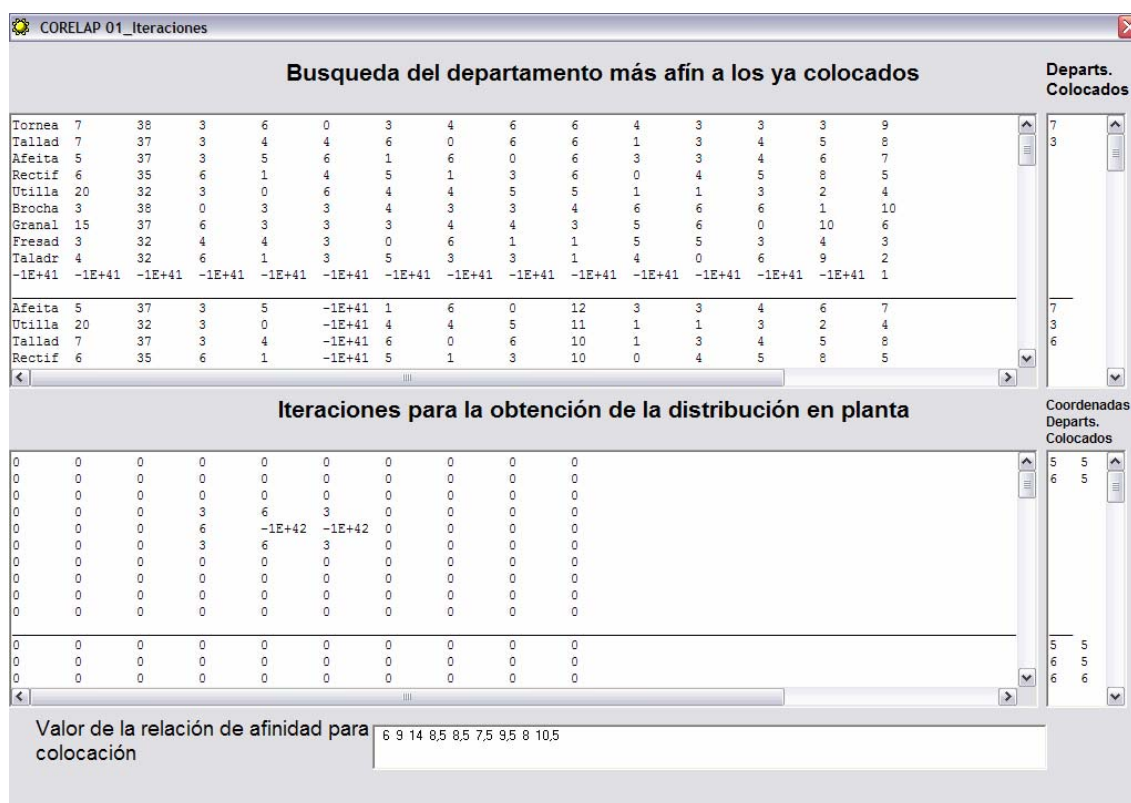 CORELAP 01_Iteraciones
Busqueda del departamento más afín a los ya colocados
Departs.
Colocados
Tornea 7 38 3 6 0 3 4 6 6 4 3 3 3 9
Tallad 7 37 3 4 4 6 0 6 6 1 3 4 5 8
Afeita 5 37 3 5 6 1 6 0 6 3 3 4 6 7
Rectif 6 35 6 1 4 5 1 3 6 0 4 5 8 5
Utilla 20 32 3 0 6 4 4 5 5 1 1 3 2 4
Brocha 3 38 0 3 3 4 3 3 4 6 6 6 1 10
Granal 15 37 6 3 3 3 4 4 3 5 6 0 10 6
Fresad 3 32 4 4 3 0 6 1 1 5 5 3 4 3
Taladr 4 32 6 1 3 5 3 3 1 4 0 6 9 2
-1E+41 -1E+41 -1E+41 -1E+41 -1E+41 -1E+41 -1E+41 -1E+41 -1E+41 -1E+41 -1E+41 -1E+41 -1E+41 1
Afeita 5 37 3 5 -1E+41 1 6 0 12 3 3 4 6 7
Utilla 20 32 3 0 -1E+41 4 4 5 11 1 1 3 2 4
Tallad 7 37 3 4 -1E+41 6 0 6 10 1 3 4 5 8
Rectif 6 35 6 1 -1E+41 5 1 3 10 0 4 5 8 5
7
3
7
3
6
Iteraciones para la obtención de la distribución en planta
Coordenadas
Departs.
Colocados
0 0 0 0 0 0 0 0 0 0
0 0 0 0 0 0 0 0 0 0
0 0 0 0 0 0 0 0 0 0
0 0 0 3 6 3 0 0 0 0
0 0 0 6 -1E+42 -1E+42 0 0 0 0
0 0 0 3 6 3 0 0 0 0
0 0 0 0 0 0 0 0 0 0
0 0 0 0 0 0 0 0 0 0
0 0 0 0 0 0 0 0 0 0
0 0 0 0 0 0 0 0 0 0
0 0 0 0 0 0 0 0 0 0
0 0 0 0 0 0 0 0 0 0
0 0 0 0 0 0 0 0 0 0
5 5
6 5
5 5
6 5
6 6
Valor de la relación de afinidad para
colocación
6 9 14 8,5 8,5 7,5 9,5 8 10,5